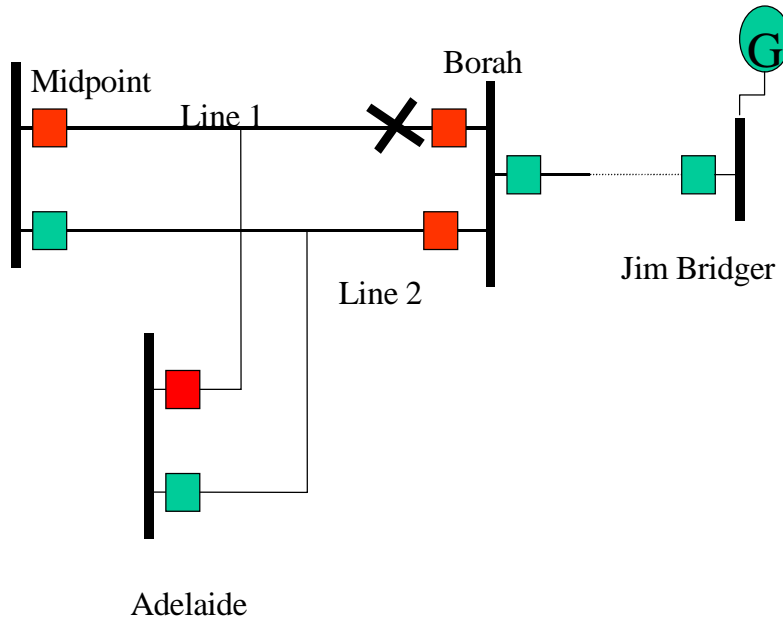 G
Midpoint
Borah
Line 1
Jim Bridger
Line 2
Adelaide